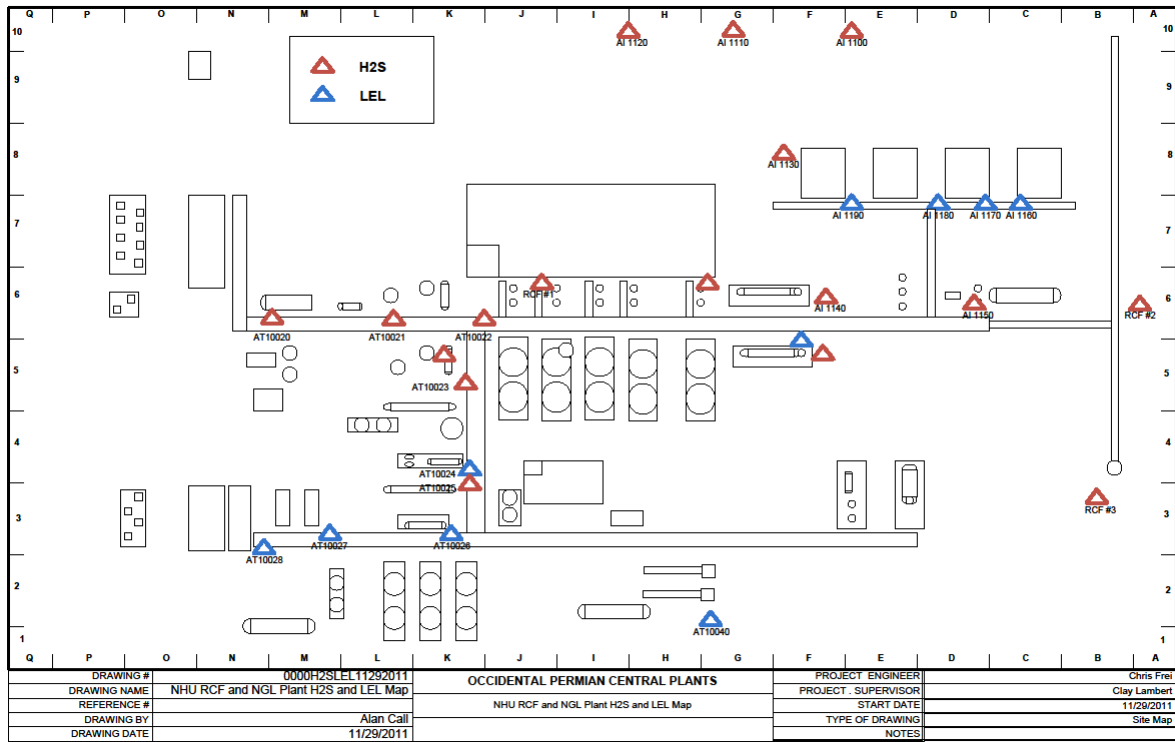 Q P O N M L K J I H G F E D C B A
10 10
AI 1120 AI 1110 AI 1100
H2S
9 9
LEL
8 8
AI 1130
7 7
AI 1190 AI 1180 AI 1170 AI 1160
6 6
RCF #1
AI 1140 AI 1150 RCF #2
AT10020 AT10021 AT10022
5 5
AT10023
4 4
AT10024
AT10025
3 3
RCF #3
AT10027 AT10026
AT10028
2 2
AT10040
1 1
Q P O N M L K J I H G F E D C B A
DRAWING # 0000H2SLEL11292011
DRAWING NAME NHU RCF and NGL Plant H2S and LEL Map
REFERENCE #
DRAWING BY Alan Call
DRAWING DATE 11/29/2011
OCCIDENTAL PERMIAN CENTRAL PLANTS
NHU RCF and NGL Plant H2S and LEL Map
PROJECT ENGINEER Chris Frei
PROJECT . SUPERVISOR Clay Lambert
START DATE 11/29/2011
TYPE OF DRAWING Site Map
NOTES